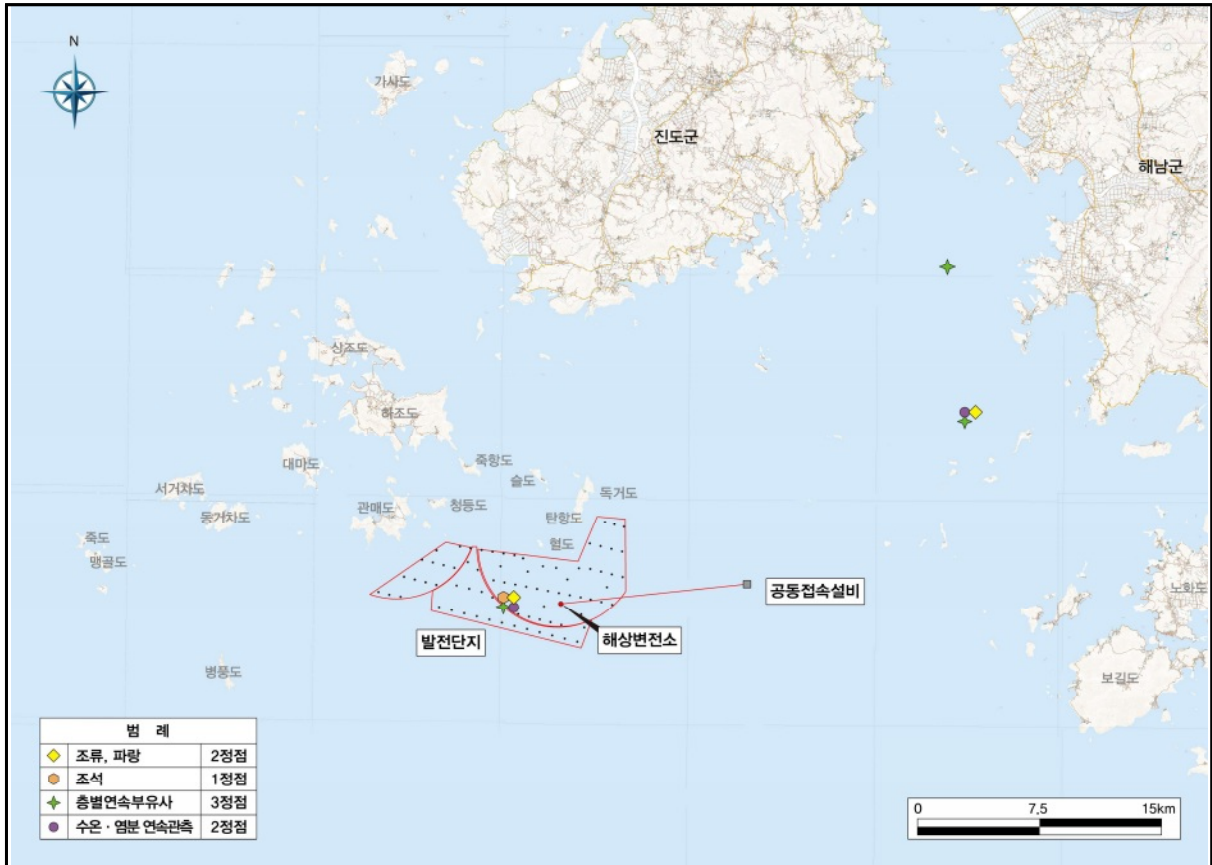 N
가사도
진도군
해남군
상조도
하조도
죽항도
대마도
슬도
독거도
서거차도
관매도
청등도
동거차도
탄항도
죽도
혈도
맹골도
노화도
공동접속설비
발전단지
해상변전소
병풍도
보길도
범 례
조류, 파랑 2정점
조석 1정점
층별연속부유사 3정점
수온 · 염분 연속관측 2정점
0 7.5 15km